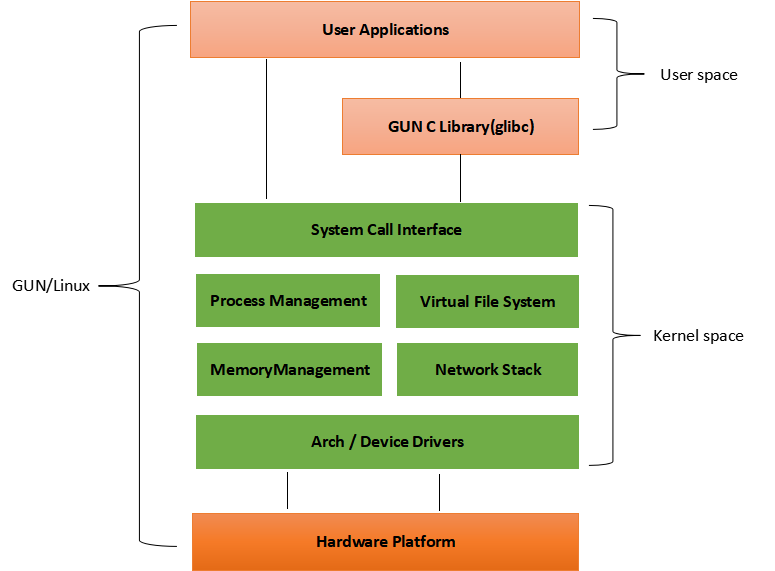 User Applications
User space
GUN C Library(glibc)
System Call Interface
GUN/Linux
Process Management
Virtual File System
Kernel space
MemoryManagement
Network Stack
Arch / Device Drivers
Hardware Platform